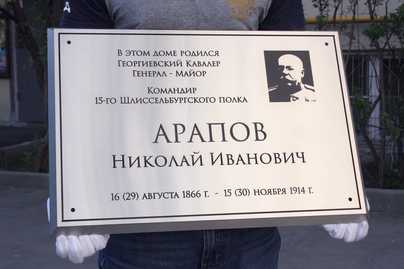 В этом доме родился
Георгиевский Кавалер
Генерал - Майор
Командир
15-го Шлиссельбургского полка
АРАПОВ
Николай Иванович
16 (29) августа 1866 г. - 15 (30) ноября 1914 г.